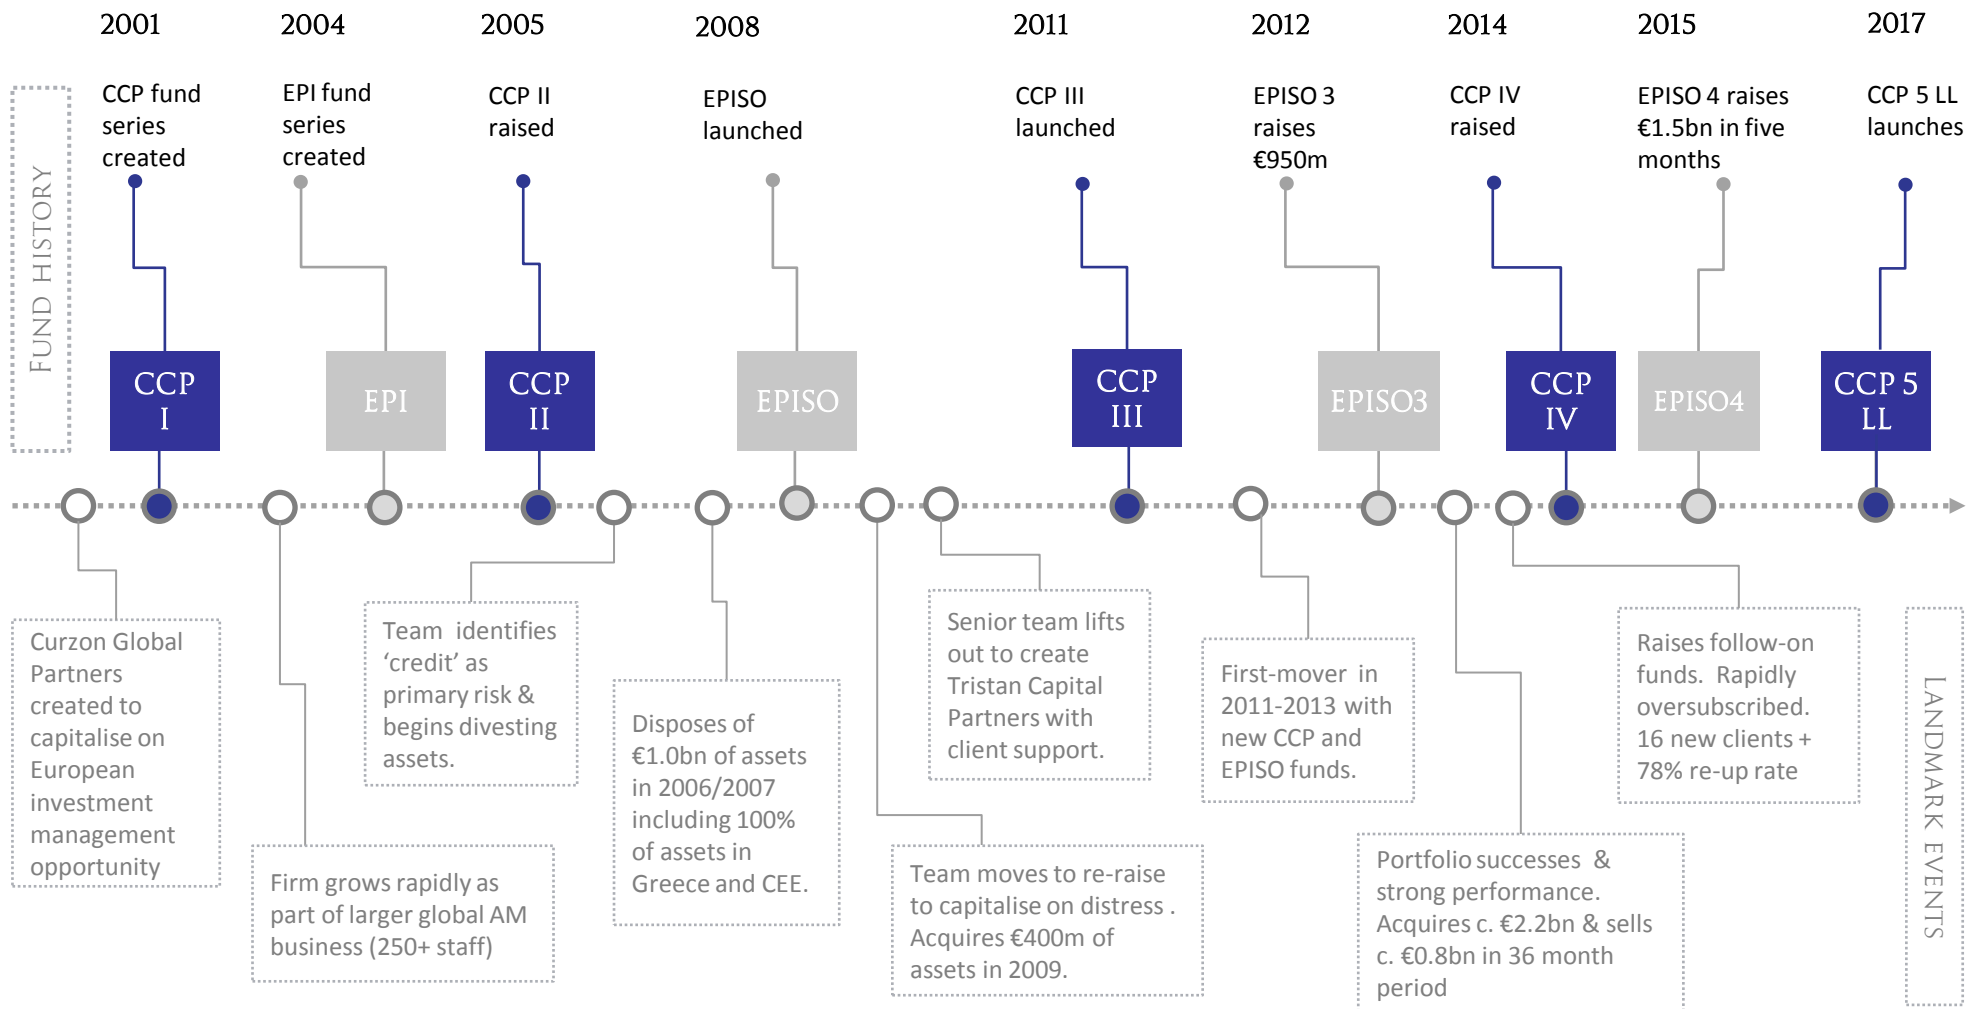 2001
2004
2005
2008
2011
2012
2014
2015
2017
FUND HISTORY
CCP fund
series
created
EPI fund
series
created
CCP II
raised
EPISO
launched
CCP III
launched
EPISO 3
raises
€950m
CCP IV
raised
EPISO 4 raises
€1.5bn in five
months
CCP 5 LL
launches
CCP
I
EPI
CCP
II
EPISO
CCP
III
EPISO3
CCP
IV
EPISO4
CCP 5
LL
Curzon Global
Partners
created to
capitalise on
European
investment
management
opportunity
Firm grows rapidly as
part of larger global AM
business (250+ staff)
Team identifies
‘credit’ as
primary risk &
begins divesting
assets.
Disposes of
€1.0bn of assets
in 2006/2007
including 100%
of assets in
Greece and CEE.
Team moves to re-raise
to capitalise on distress .
Acquires €400m of
assets in 2009.
Senior team lifts
out to create
Tristan Capital
Partners with
client support.
First-mover in
2011-2013 with
new CCP and
EPISO funds.
Portfolio successes &
strong performance.
Acquires c. €2.2bn & sells
c. €0.8bn in 36 month
period
Raises follow-on
funds. Rapidly
oversubscribed.
16 new clients +
78% re-up rate
LANDMARK EVENTS